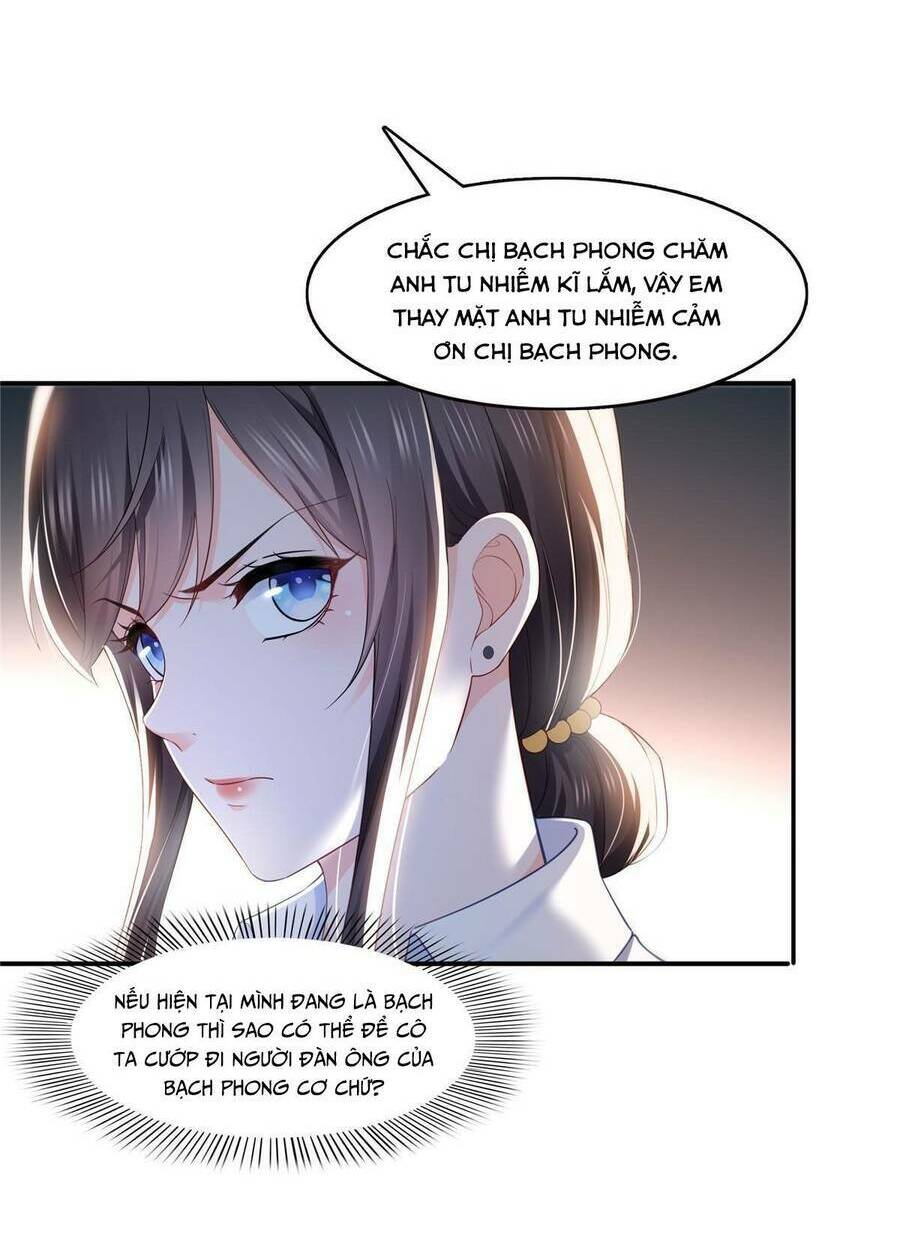 CHẮC CHỊ BẠCH PHONG CHĂM
ANH TU NHIỄM KĨ LẮM, VẬY EM
THAY MẶT ANH TU NHIỄM CẢM
ƠN CHỊ BẠCH PHONG.
NẾU HIỆN TẠI MÌNH ĐANG LÀ BẠCH
PHONG THÌ SAO CÓ THỂ ĐỂ CÔ
TA CƯỚP ĐI NGƯỜI ĐÀN ÔNG CỦA
BẠCH PHONG CƠ CHỨ?